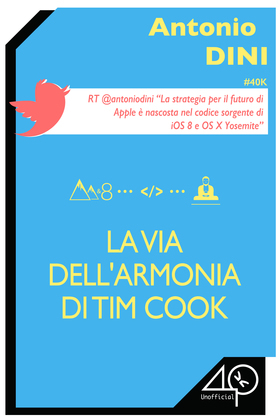 Antonio
DINI
#40K
RT @antoniodini “La strategia per il futuro di
Apple è nascosta nel codice sorgente di
iOS 8 e OS X Yosemite”
&8 ••• </> •••
LA VIA
DELL'ARMONIA
DI TIM COOK
40K
Unofficial